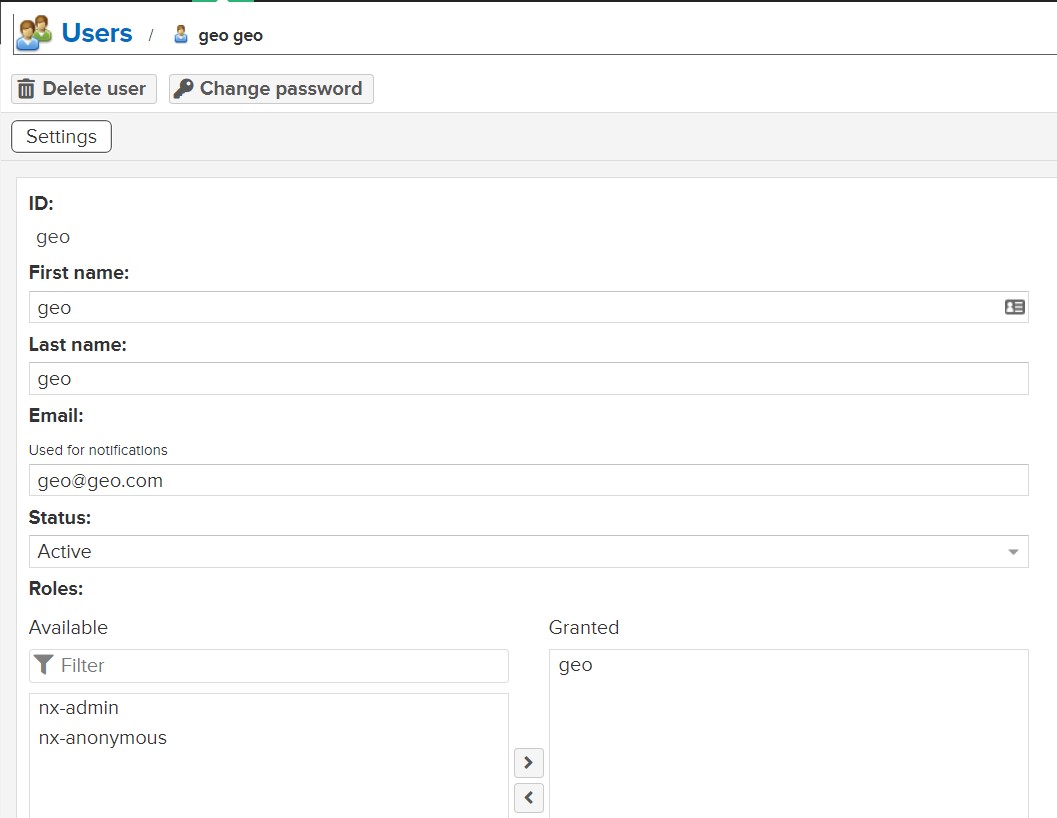 Users / geo geo
Delete user Change password
Settings
ID:
geo
First name:
geo
Last name:
geo
Email:
Used for notifications
geo@geo.com
Status:
Active
Roles:
Available Granted
Filter geo
nx-admin
nx-anonymous